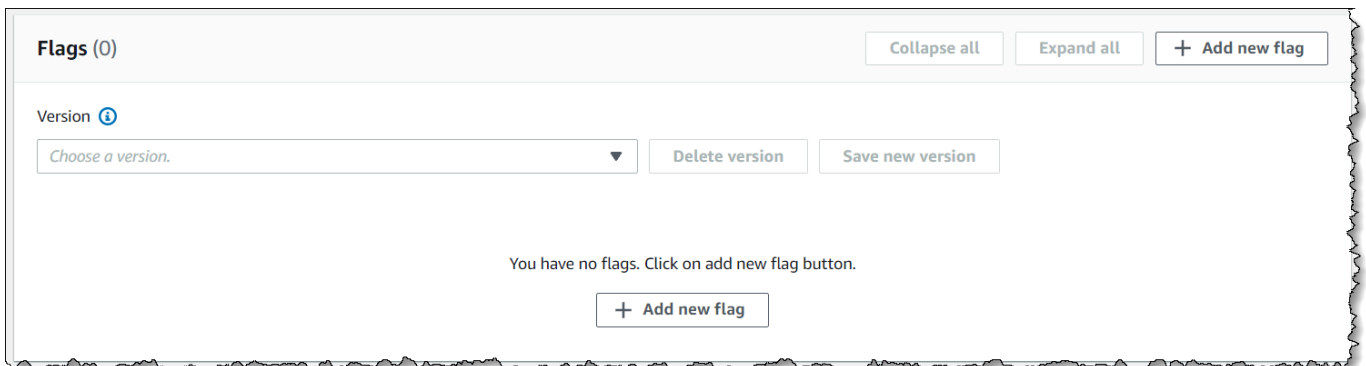 Flags (0)
Collapse all
Expand all
+ Add new flag
Version
Choose a version.
Delete version
Save new version
You have no flags. Click on add new flag button.
+ Add new flag